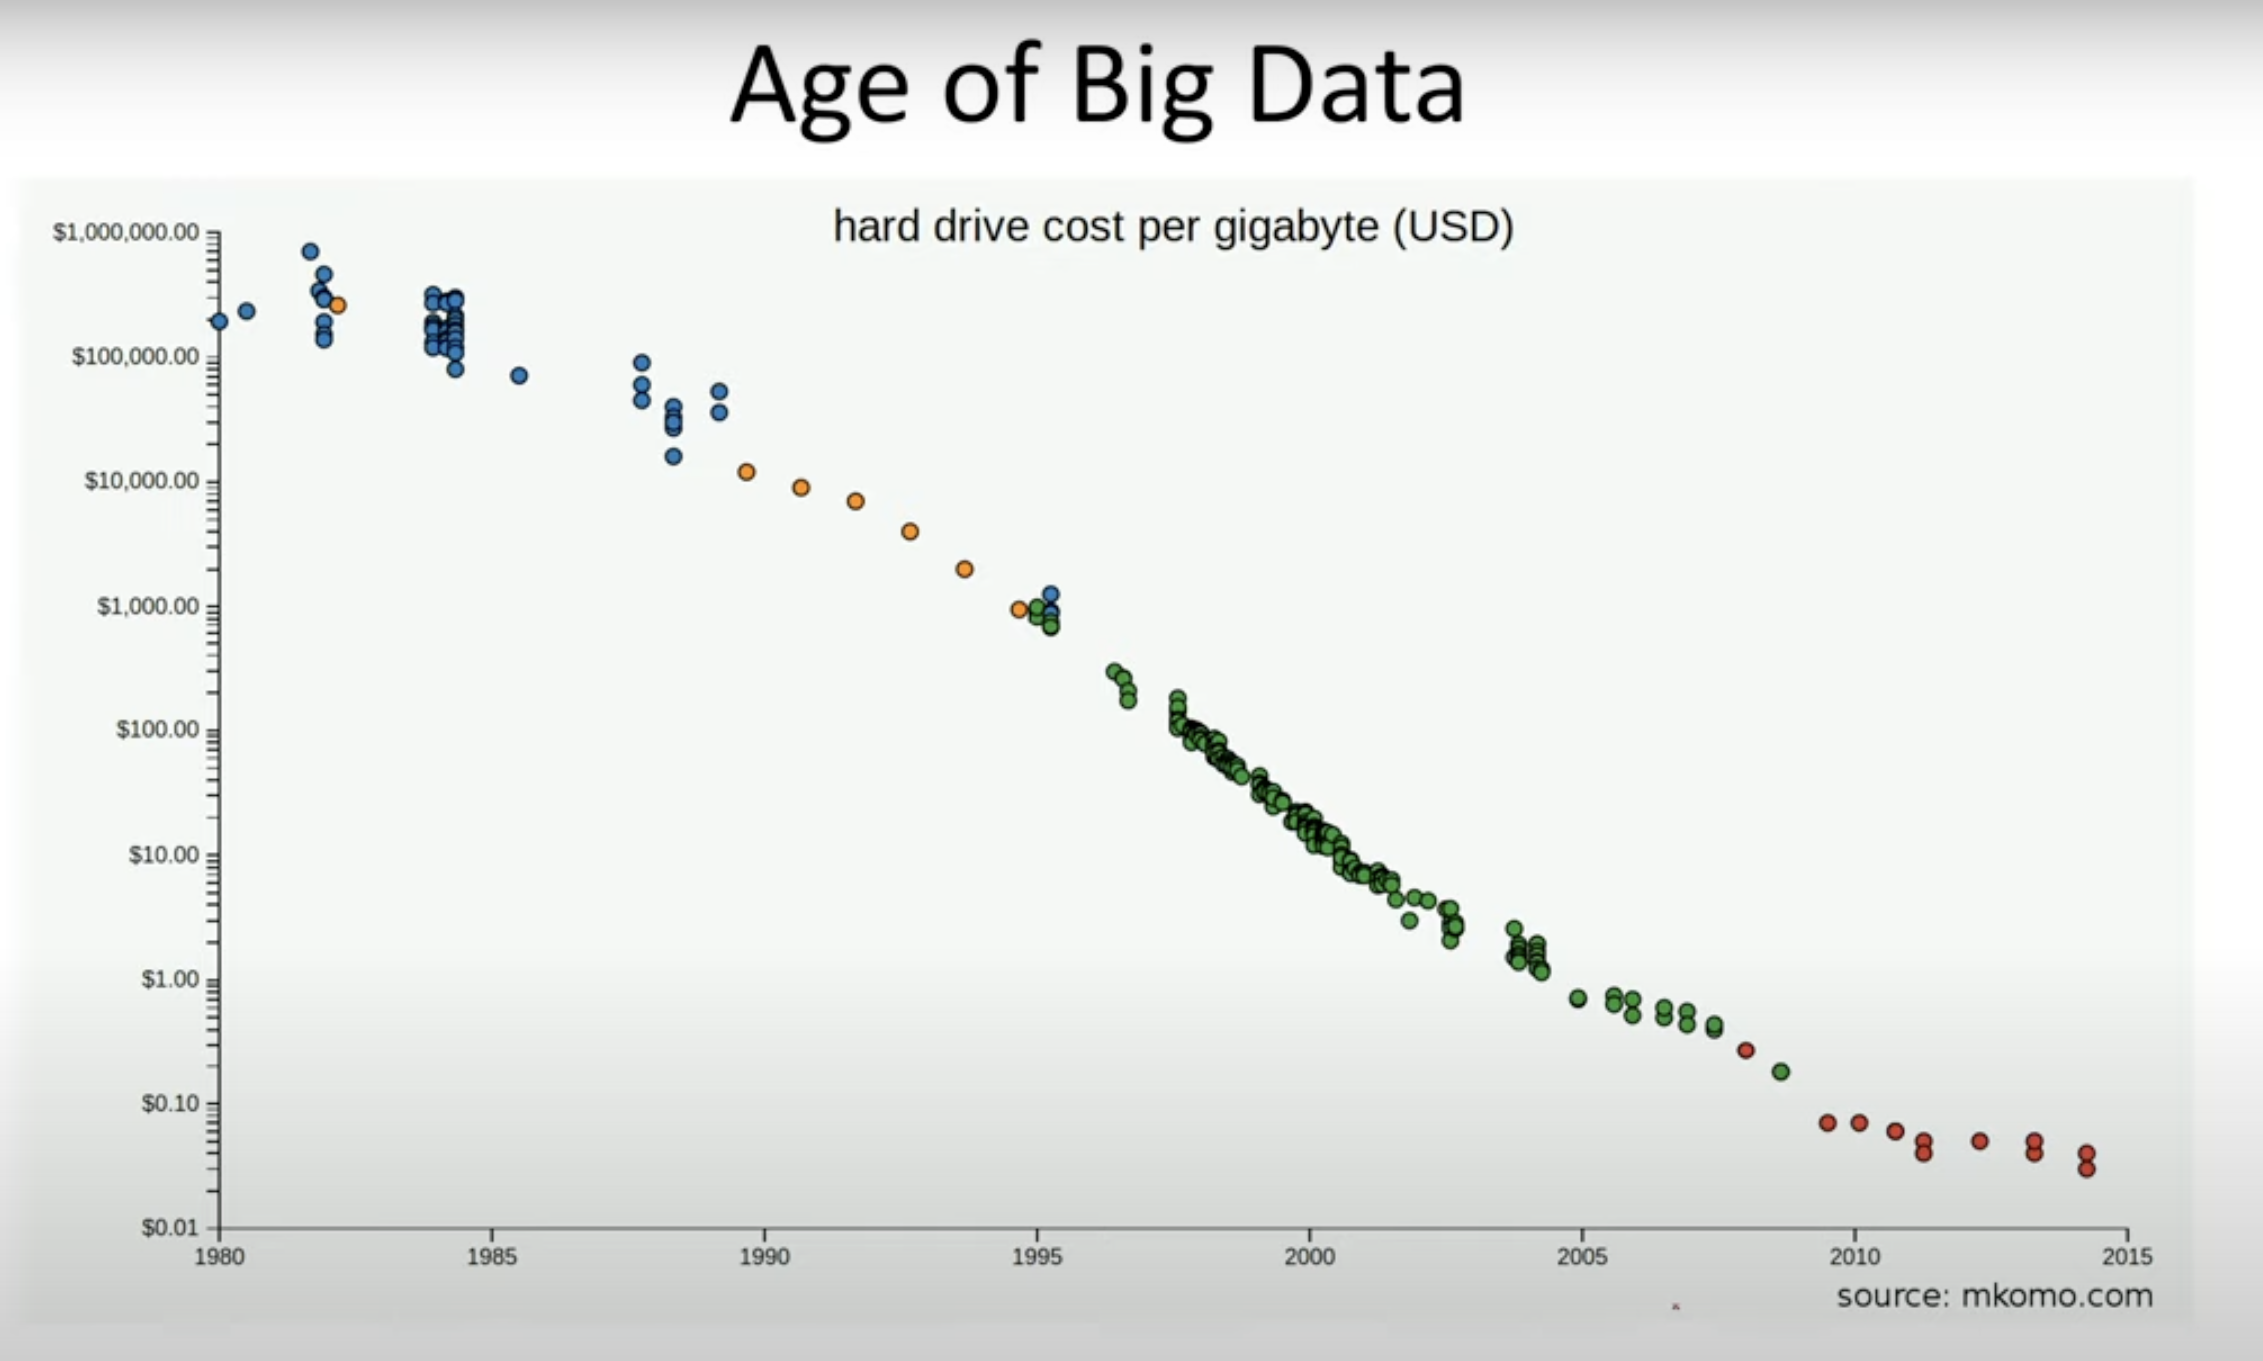 Age of Big Data
hard drive cost per gigabyte (USD)
$1,000,000.00
$100,000.00
$10,000.00
$1,000.00
$100.00
$10.00
$1.00
$0.10
$0.01
1980 1985 1990 1995 2000 2005 2010 2015
source: mkomo.com